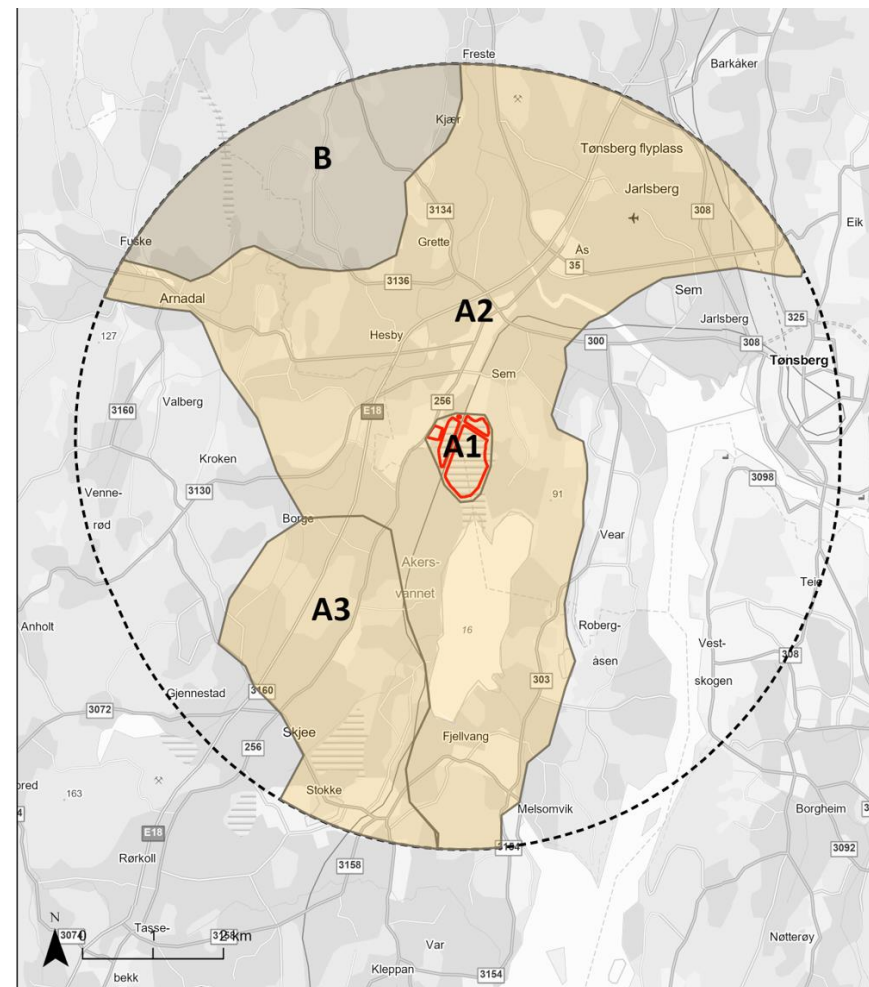 Freste
Barkåker
Kjær
B
Tønsberg flyplass
Jarlsberg
3134
308
Eik
Fuske
Grette
Ås
35
3136
Arnadal
Sem
A2
Jarlsberg
325
127
Hesby
300
308
Tønsberg
Sem
Valberg
256
3160
E18
A1
Kroken
3098
3130
91
Venne-
rød
Borge
Vear
Akers-
vannet
Teie
A3
Anholt
16
Roberg-
åsen
Vest-
skogen
308
Gjennestad
3160
303
3072
Skjee
256
Fjellvang
Stokke
163
Melsomvik
Borgheim
E18
Rørkoll
3158
3092
N
3074
Tasse-
bekk
0
1
2 km
3158
Var
Nøtterøy
Kleppan
3154